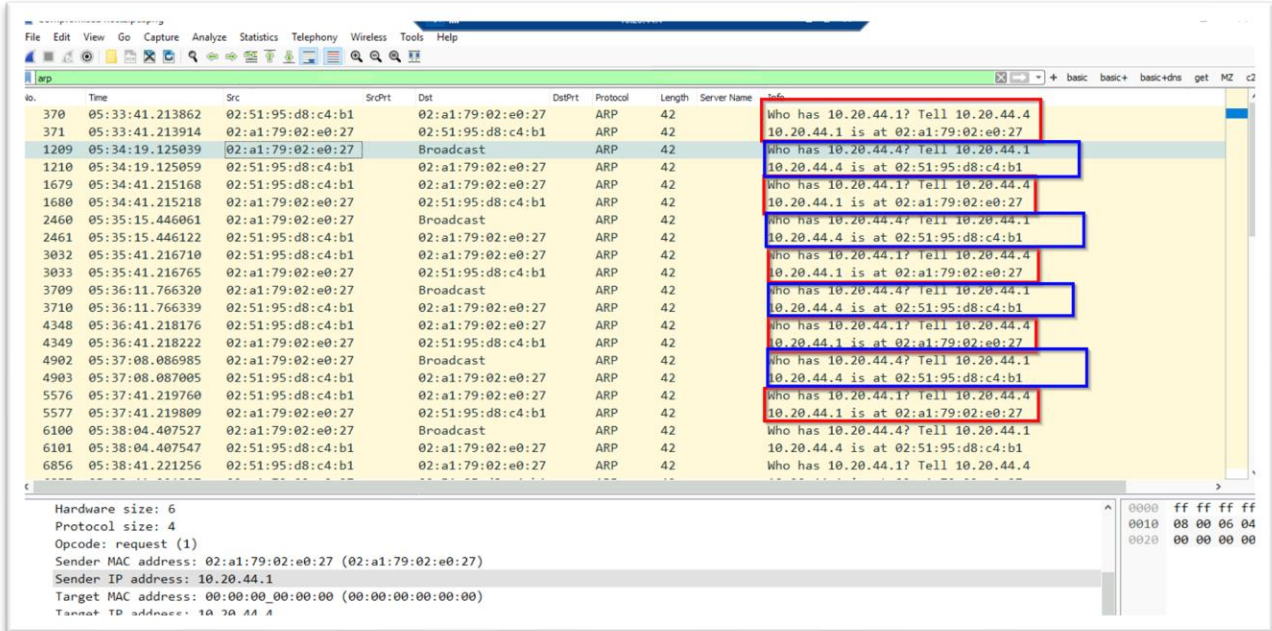 File Edit View Go Capture Analyze Statistics Telephony Wireless Tools Help
arp
+ basic basic+ basic+dns get MZ c2
No. Time Src SrcPrt Dst DstPrt Protocol Length Server Name Info
370 05:33:41.213862 02:51:95:d8:c4:b1 02:a1:79:02:e0:27 ARP 42 Who has 10.20.44.1? Tell 10.20.44.4
371 05:33:41.213914 02:a1:79:02:e0:27 02:51:95:d8:c4:b1 ARP 42 10.20.44.1 is at 02:a1:79:02:e0:27
1209 05:34:19.125039 02:a1:79:02:e0:27 Broadcast ARP 42 Who has 10.20.44.4? Tell 10.20.44.1
1210 05:34:19.125059 02:51:95:d8:c4:b1 02:a1:79:02:e0:27 ARP 42 10.20.44.4 is at 02:51:95:d8:c4:b1
1679 05:34:41.215168 02:51:95:d8:c4:b1 02:a1:79:02:e0:27 ARP 42 Who has 10.20.44.1? Tell 10.20.44.4
1680 05:34:41.215218 02:a1:79:02:e0:27 02:51:95:d8:c4:b1 ARP 42 10.20.44.1 is at 02:a1:79:02:e0:27
2460 05:35:15.446061 02:a1:79:02:e0:27 Broadcast ARP 42 Who has 10.20.44.4? Tell 10.20.44.1
2461 05:35:15.446122 02:51:95:d8:c4:b1 02:a1:79:02:e0:27 ARP 42 10.20.44.4 is at 02:51:95:d8:c4:b1
3032 05:35:41.216710 02:51:95:d8:c4:b1 02:a1:79:02:e0:27 ARP 42 Who has 10.20.44.1? Tell 10.20.44.4
3033 05:35:41.216765 02:a1:79:02:e0:27 02:51:95:d8:c4:b1 ARP 42 10.20.44.1 is at 02:a1:79:02:e0:27
3709 05:36:11.766320 02:a1:79:02:e0:27 Broadcast ARP 42 Who has 10.20.44.4? Tell 10.20.44.1
3710 05:36:11.766339 02:51:95:d8:c4:b1 02:a1:79:02:e0:27 ARP 42 10.20.44.4 is at 02:51:95:d8:c4:b1
4348 05:36:41.218176 02:51:95:d8:c4:b1 02:a1:79:02:e0:27 ARP 42 Who has 10.20.44.1? Tell 10.20.44.4
4349 05:36:41.218222 02:a1:79:02:e0:27 02:51:95:d8:c4:b1 ARP 42 10.20.44.1 is at 02:a1:79:02:e0:27
4902 05:37:08.086985 02:a1:79:02:e0:27 Broadcast ARP 42 Who has 10.20.44.4? Tell 10.20.44.1
4903 05:37:08.087005 02:51:95:d8:c4:b1 02:a1:79:02:e0:27 ARP 42 10.20.44.4 is at 02:51:95:d8:c4:b1
5576 05:37:41.219760 02:51:95:d8:c4:b1 02:a1:79:02:e0:27 ARP 42 Who has 10.20.44.1? Tell 10.20.44.4
5577 05:37:41.219809 02:a1:79:02:e0:27 02:51:95:d8:c4:b1 ARP 42 10.20.44.1 is at 02:a1:79:02:e0:27
6100 05:38:04.407527 02:a1:79:02:e0:27 Broadcast ARP 42 Who has 10.20.44.4? Tell 10.20.44.1
6101 05:38:04.407547 02:51:95:d8:c4:b1 02:a1:79:02:e0:27 ARP 42 10.20.44.4 is at 02:51:95:d8:c4:b1
6856 05:38:41.221256 02:51:95:d8:c4:b1 02:a1:79:02:e0:27 ARP 42 Who has 10.20.44.1? Tell 10.20.44.4
Hardware size: 6
Protocol size: 4
Opcode: request (1)
Sender MAC address: 02:a1:79:02:e0:27 (02:a1:79:02:e0:27)
Sender IP address: 10.20.44.1
Target MAC address: 00:00:00_00:00:00 (00:00:00:00:00:00)
Target IP address: 10.20.44.4
0000 ff ff ff ff
0010 08 00 06 04
0020 00 00 00 00